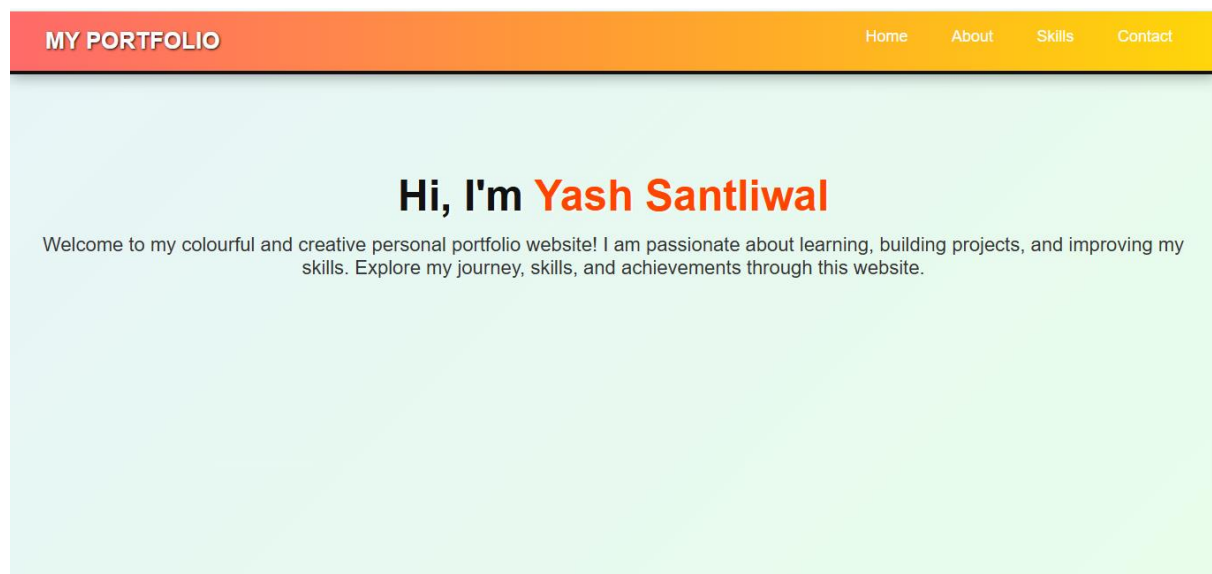 MY PORTFOLIO
Home About Skills Contact
Hi, I'm Yash Santliwal
Welcome to my colourful and creative personal portfolio website! I am passionate about learning, building projects, and improving my
skills. Explore my journey, skills, and achievements through this website.